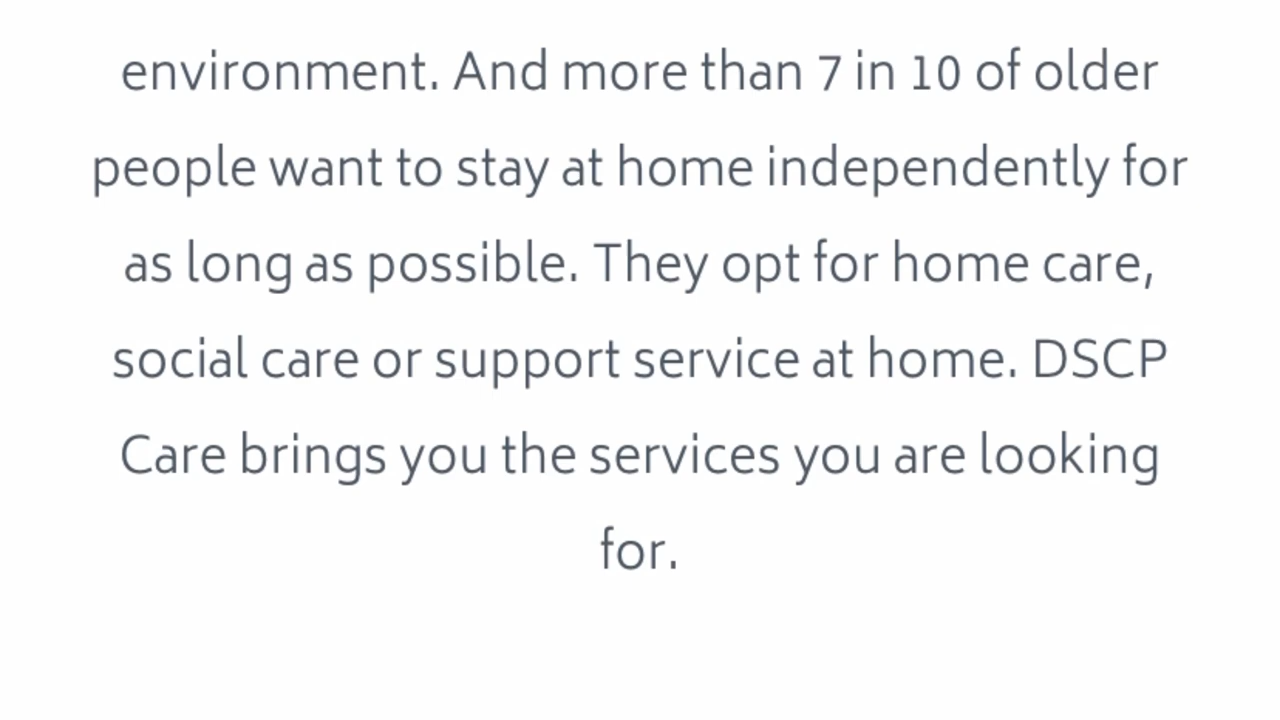 environment. And more than 7 in 10 of older
people want to stay at home independently for
as long as possible. They opt for home care,
social care or support service at home. DSCP
Care brings you the services you are looking
for.